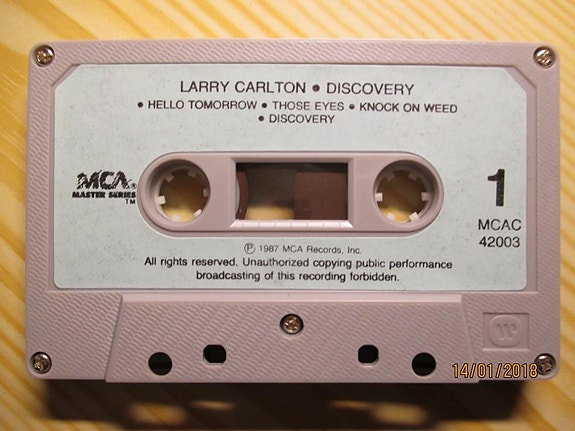 LARRY CARLTON • DISCOVERY
• HELLO TOMORROW • THOSE EYES • KNOCK ON WEED
• DISCOVERY
MCA
MASTER SERIES
TM
1
MCAC
42003
Ⓟ 1987 MCA Records, Inc.
All rights reserved. Unauthorized copying public performance
broadcasting of this recording forbidden.
14/01/2018